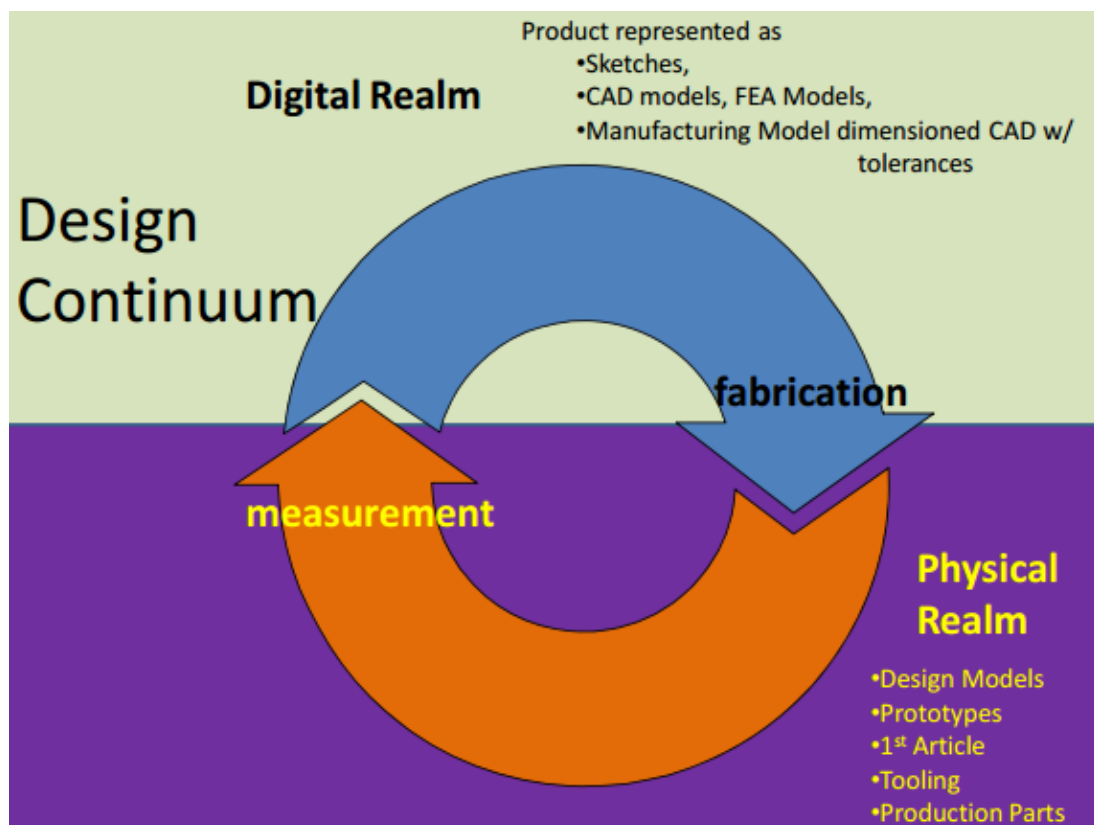 Product represented as
•Sketches,
•CAD models, FEA Models,
•Manufacturing Model dimensioned CAD w/
tolerances
Digital Realm
Design
Continuum
fabrication
measurement
Physical
Realm
•Design Models
•Prototypes
•1st Article
•Tooling
•Production Parts